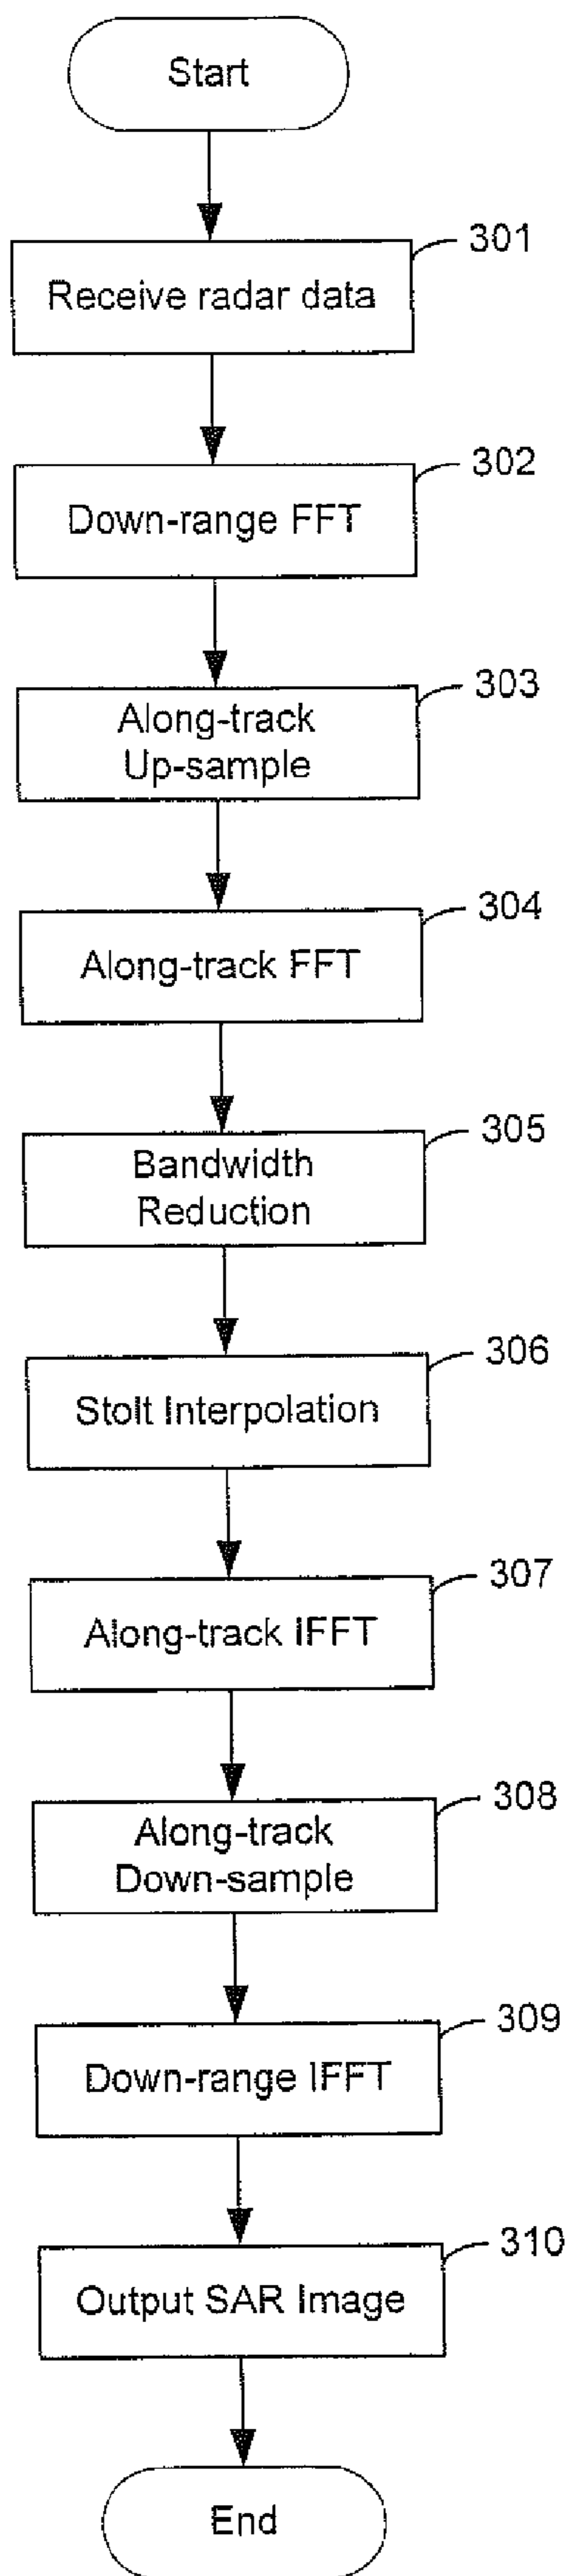 Start
301
Receive radar data
302
Down-range FFT
303
Along-track
Up-sample
304
Along-track FFT
305
Bandwidth
Reduction
306
Stolt Interpolation
307
Along-track IFFT
308
Along-track
Down-sample
309
Down-range IFFT
310
Output SAR Image
End